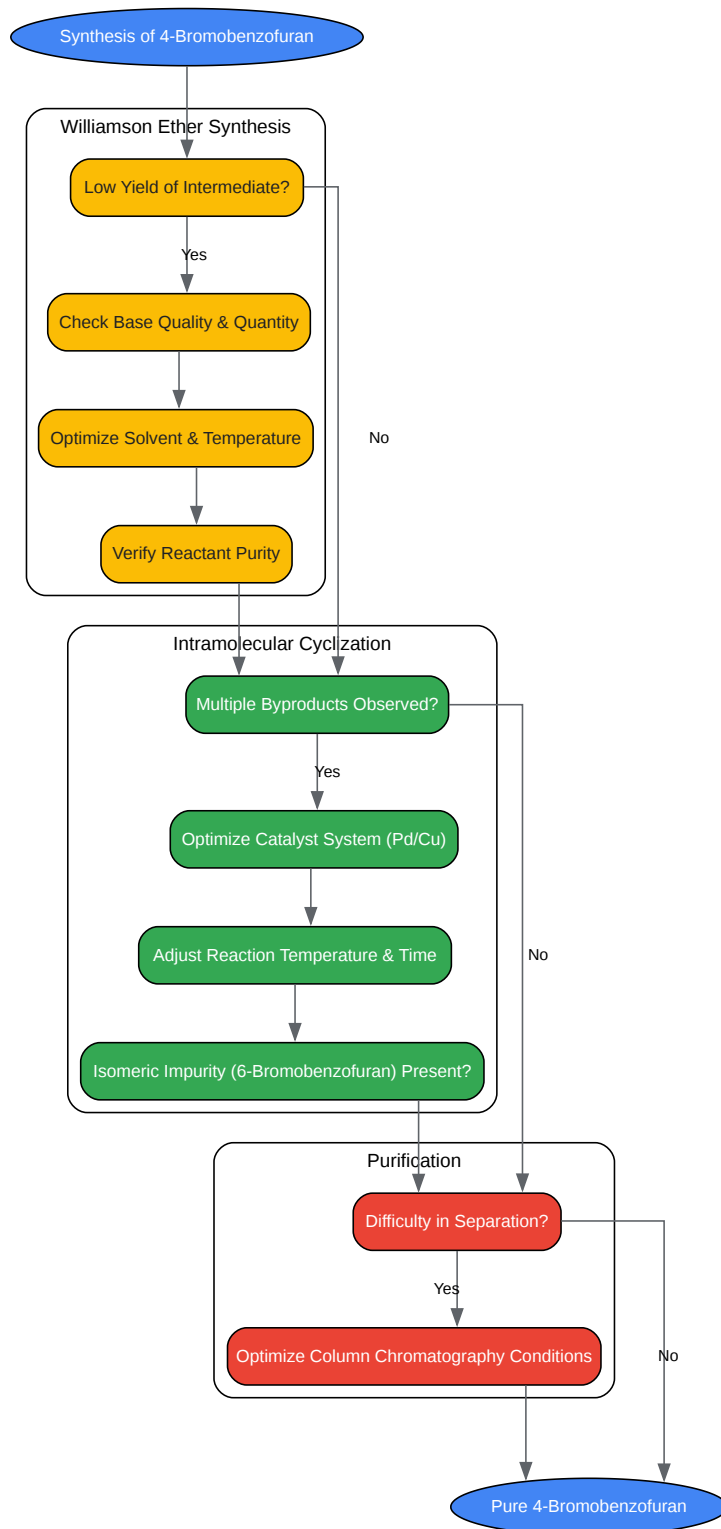 Synthesis of 4-Bromobenzofuran
Williamson Ether Synthesis
Low Yield of Intermediate?
Yes
Check Base Quality & Quantity
Optimize Solvent & Temperature
No
Verify Reactant Purity
Intramolecular Cyclization
Multiple Byproducts Observed?
Yes
Optimize Catalyst System (Pd/Cu)
Adjust Reaction Temperature & Time
No
Isomeric Impurity (6-Bromobenzofuran) Present?
Purification
Difficulty in Separation?
Yes
Optimize Column Chromatography Conditions
No
Pure 4-Bromobenzofuran